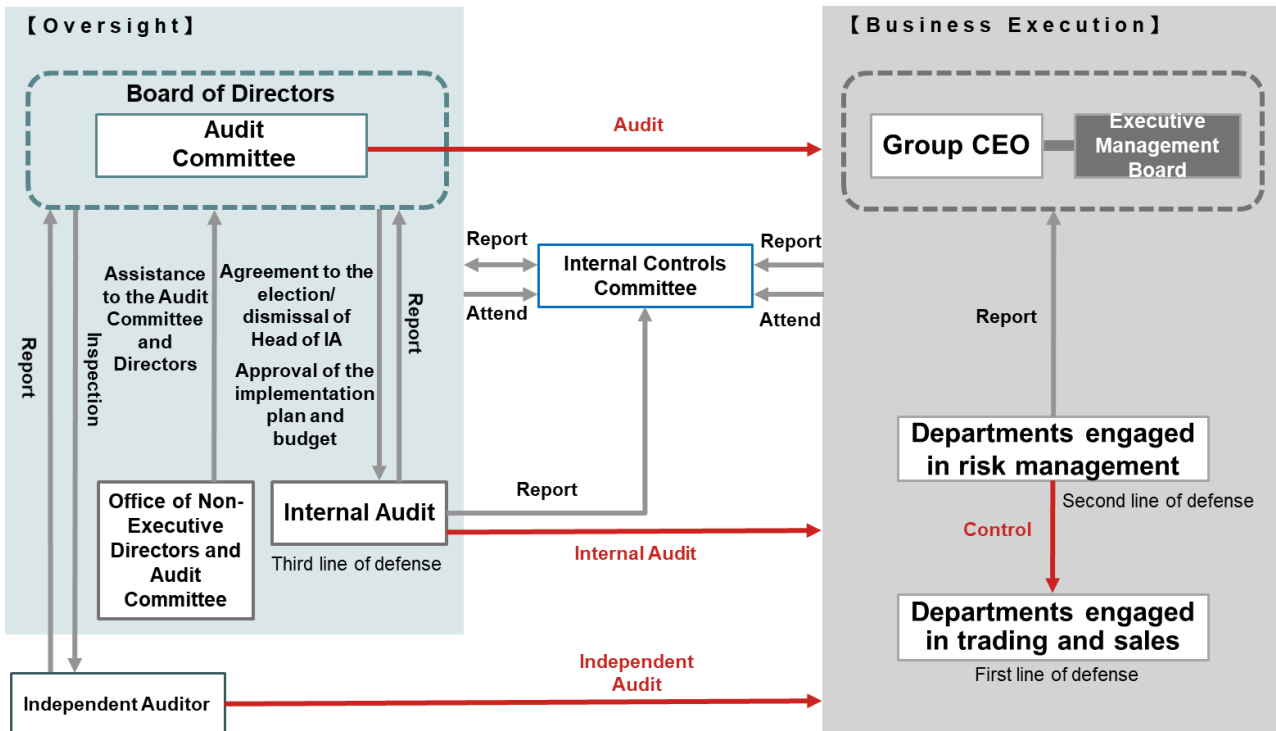 【Oversight】
Board of Directors
Audit
Committee
Audit
【Business Execution】
Group CEO
Executive
Management
Board
Report
Inspection
Assistance
to the Audit
Committee
and
Directors
Agreement to the
election/
dismissal of
Head of IA
Approval of the
implementation
plan and
budget
Report
Report
Attend
Internal Controls
Committee
Report
Attend
Report
Office of Non-
Executive
Directors and
Audit
Committee
Internal Audit
Third line of defense
Report
Internal Audit
Departments engaged
in risk management
Second line of defense
Control
Departments engaged
in trading and sales
First line of defense
Independent Auditor
Independent
Audit